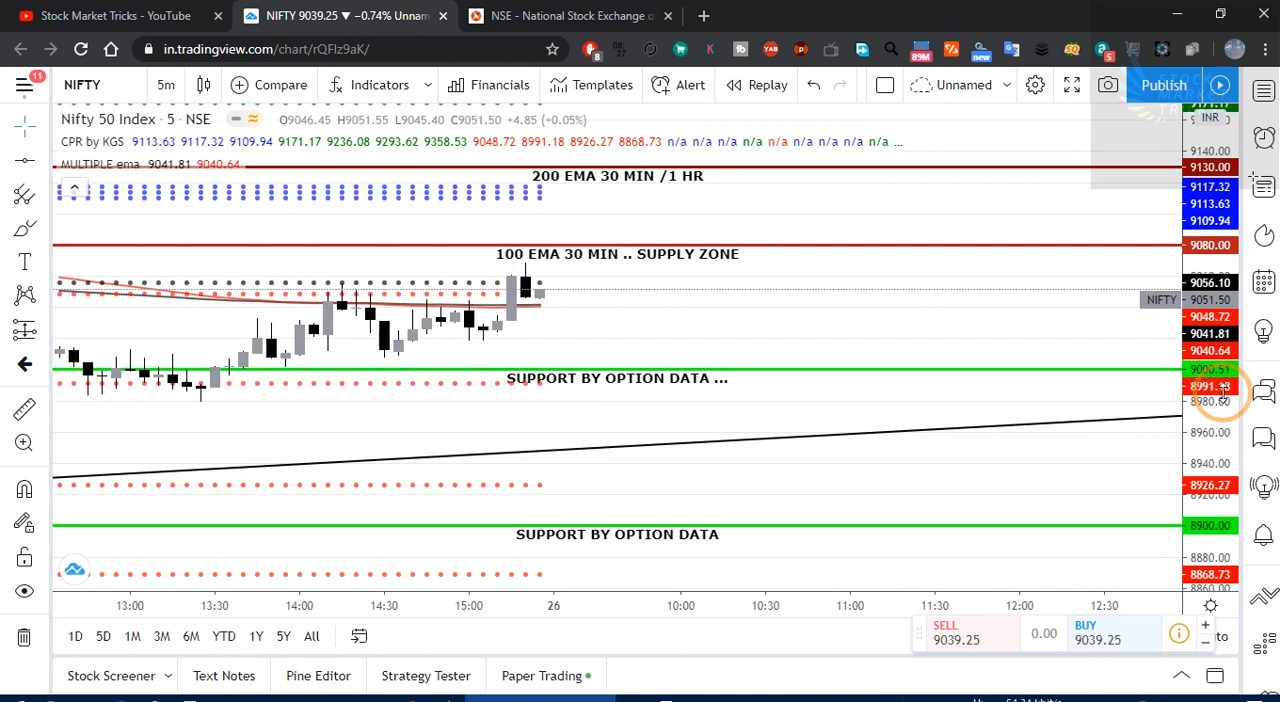 Stock Market Tricks - YouTube
NIFTY 9039.25 ▼ −0.74% Unnam
NSE - National Stock Exchange o
in.tradingview.com/chart/rQFlz9aK/
11
NIFTY
5m
Compare
Indicators
Financials
Templates
Alert
Replay
Unnamed
Publish
Nifty 50 Index · 5 · NSE
O9046.45 H9051.55 L9045.40 C9051.50 +4.85 (+0.05%)
INR
CPR by KGS 9113.63 9117.32 9109.94 9171.17 9236.08 9293.62 9358.53 9048.72 8991.18 8926.27 8868.73 n/a n/a n/a n/a n/a n/a n/a n/a ...
MULTIPLE ema 9041.81 9040.64
9140.00
9130.00
200 EMA 30 MIN /1 HR
9117.32
9113.63
9109.94
9080.00
100 EMA 30 MIN .. SUPPLY ZONE
9056.10
NIFTY 9051.50
9048.72
9041.81
9040.64
9000.51
SUPPORT BY OPTION DATA ...
8980.00
8960.00
8940.00
8926.27
8920.00
8900.00
SUPPORT BY OPTION DATA
8880.00
8868.73
8860.00
13:00 13:30 14:00 14:30 15:00 26 10:00 10:30 11:00 11:30 12:00 12:30
1D 5D 1M 3M 6M YTD 1Y 5Y All
SELL
9039.25
0.00
BUY
9039.25
Stock Screener
Text Notes
Pine Editor
Strategy Tester
Paper Trading